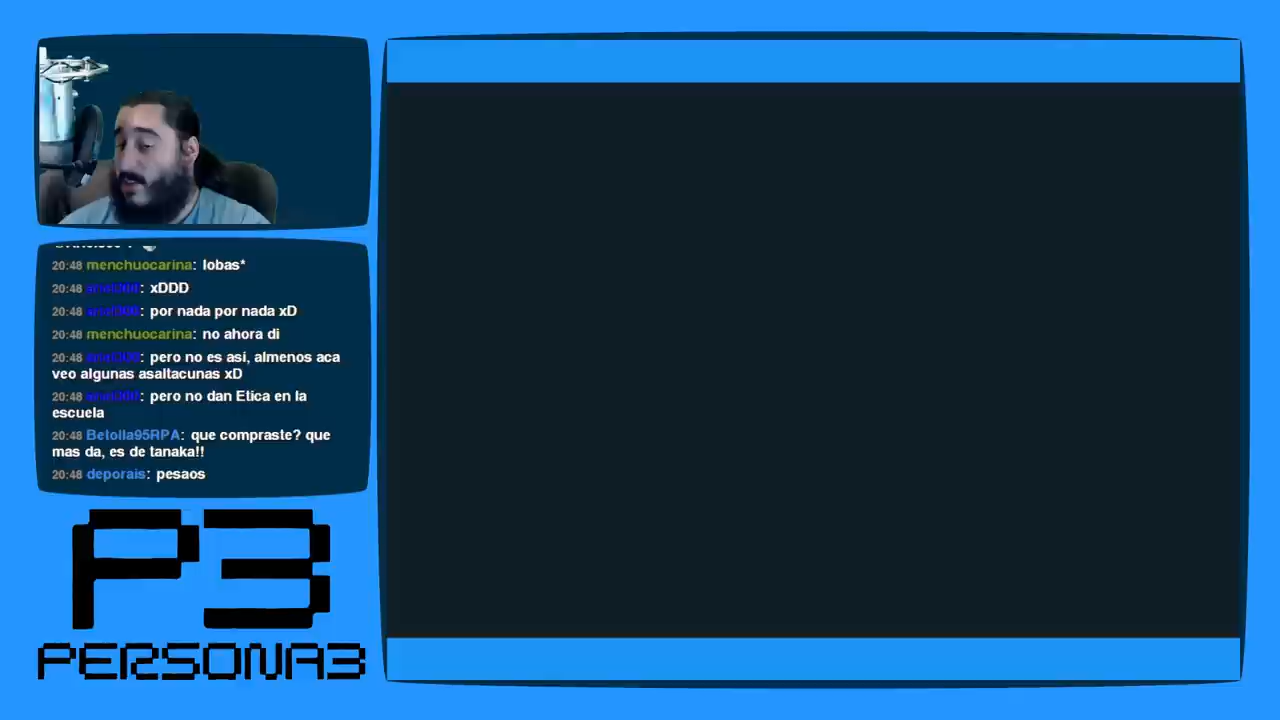 20:48 menchuocarina: lobas*
20:48 : xDDD
20:48 : por nada por nada xD
20:48 menchuocarina: no ahora di
20:48 : pero no es asi, almenos aca
veo algunas asaltacunas xD
20:48 : pero no dan Etica en la
escuela
20:48 Betolla95RPA: que compraste? que
mas da, es de tanaka!!
20:48 deporais: pesaos
P3
PERSONA3